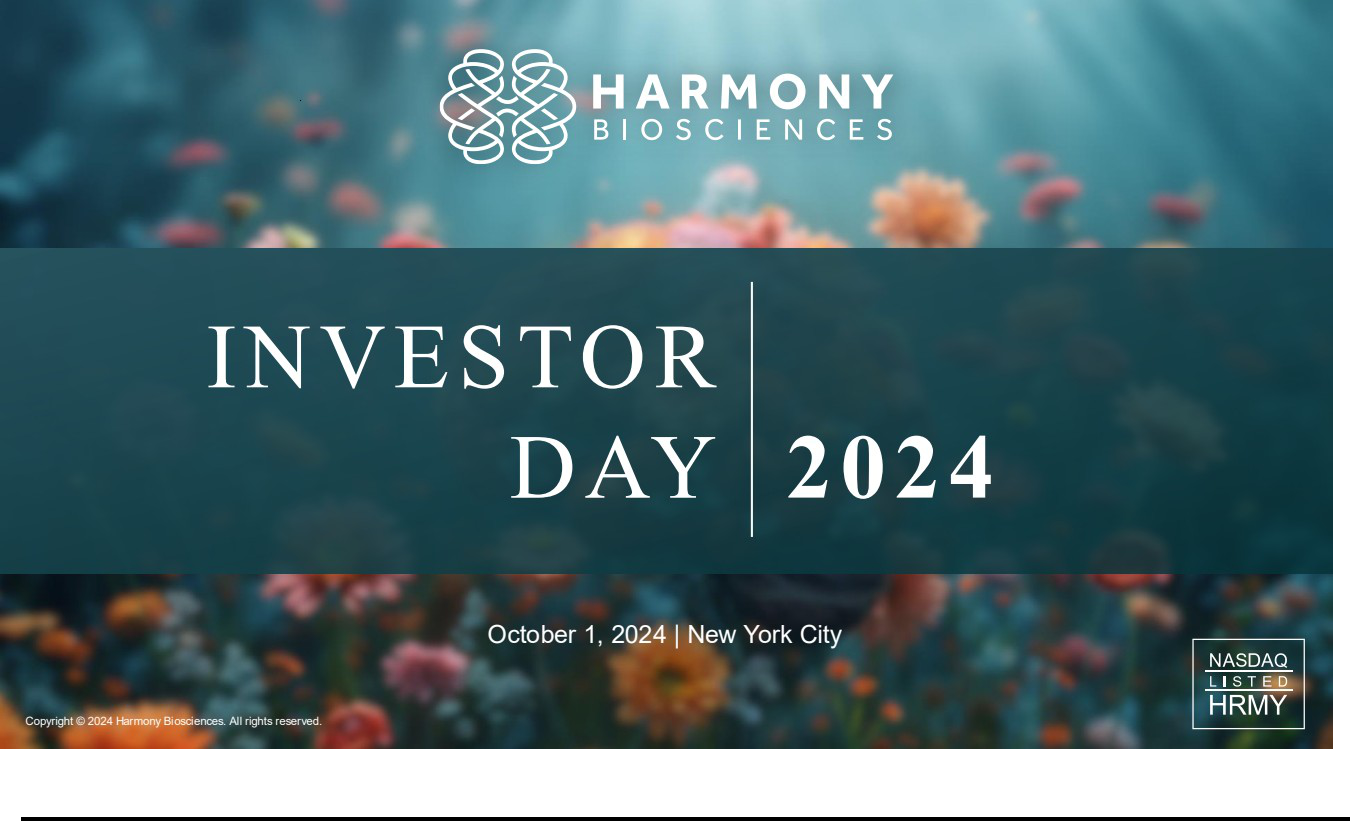 HARMONY
BIOSCIENCES
INVESTOR
DAY 2024
October 1, 2024 | New York City
NASDAQ
LISTED
HRMY
Copyright © 2024 Harmony Biosciences. All rights reserved.